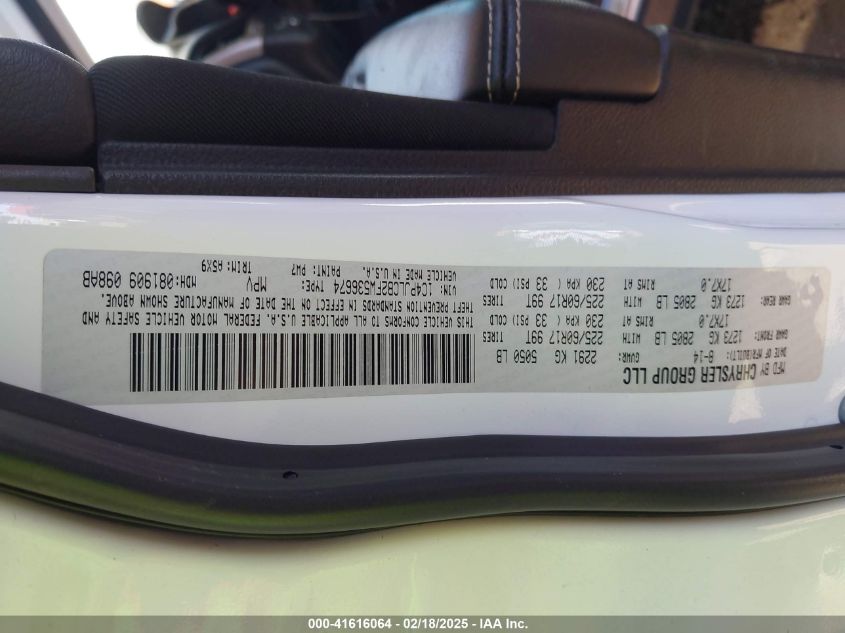 MFD BY CHRYSLER GROUP LLC
DATE OF MFR(BUILT): 8-14 GVWR: 2291 KG 5050 LB
GAWR FRONT: 1273 KG 2805 LB WITH 225/60R17 99T TIRES
17X7.0 RIMS AT 230 KPA ( 33 PSI) COLD
GAWR REAR: 1273 KG 2805 LB WITH 225/60R17 99T TIRES
17X7.0 RIMS AT 230 KPA ( 33 PSI) COLD
THIS VEHICLE CONFORMS TO ALL APPLICABLE U.S.A. FEDERAL MOTOR VEHICLE SAFETY AND
THEFT PREVENTION STANDARDS IN EFFECT ON THE DATE OF MANUFACTURE SHOWN ABOVE.
VIN: 1C4PJLCB2FW536674 TYPE: MPV MDH:081909 098AB
VEHICLE MADE IN U.S.A. PAINT: PW7 TRIM:A5X9
000-41616064 - 02/18/2025 - IAA Inc.